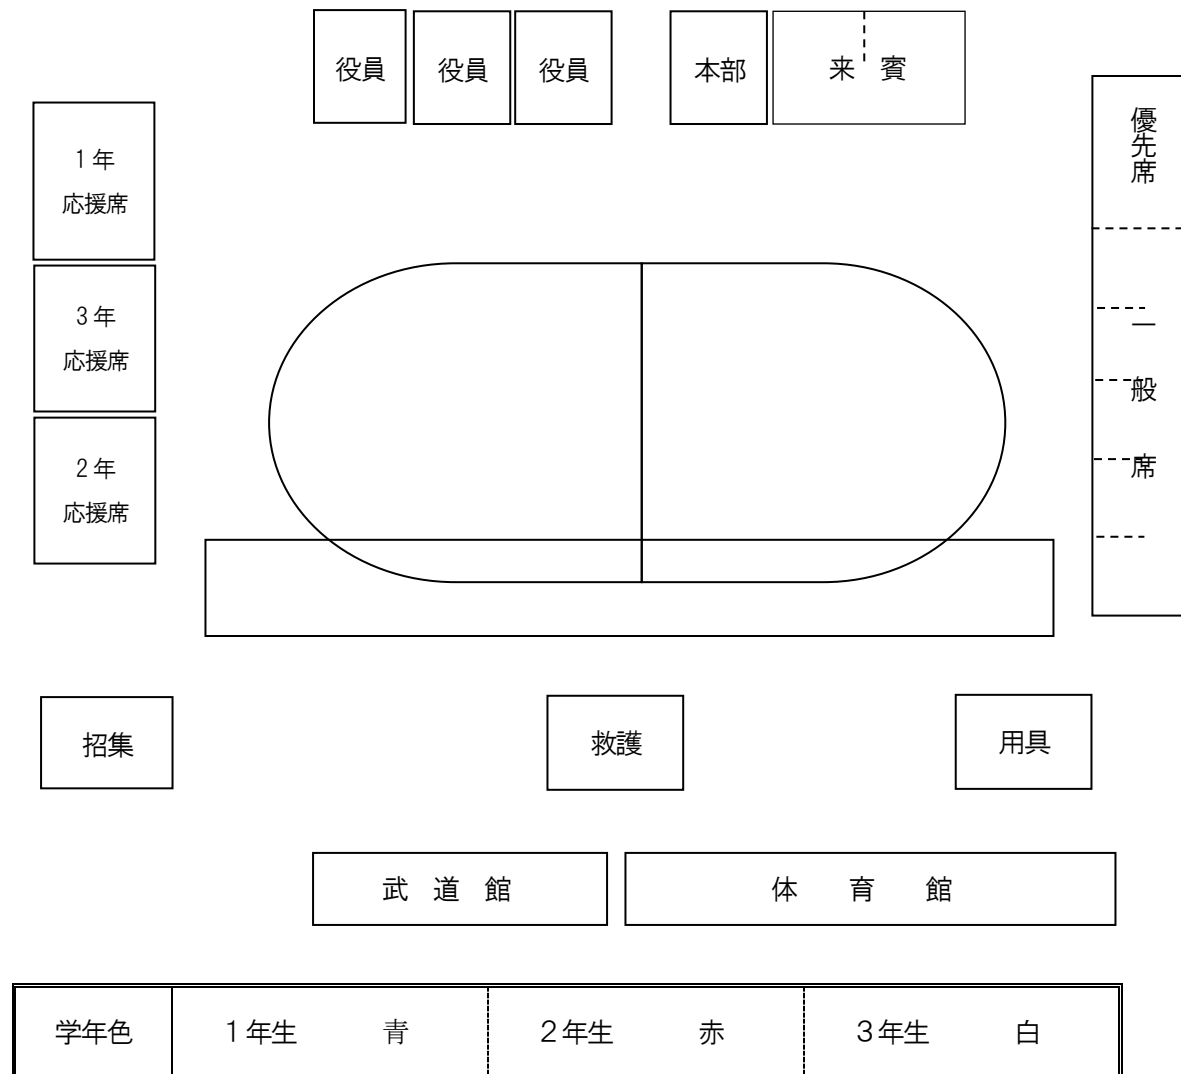 役員 役員 役員 本部 来賓
優先席
1年
応援席
3年
応援席
一般席
2年
応援席
招集 救護 用具
武道館 体育館
学年色 1年生 青 2年生 赤 3年生 白